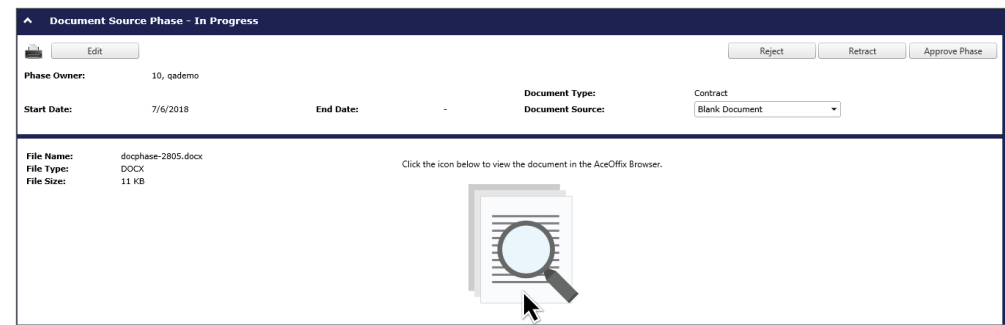 Document Source Phase - In Progress
Edit Reject Retract Approve Phase
Phase Owner: 10, qademo
Document Type: Contract
Start Date: 7/6/2018 End Date: - Document Source: Blank Document
File Name: docphase-2805.docx
Click the icon below to view the document in the AceOffix Browser.
File Type: DOCX
File Size: 11 KB